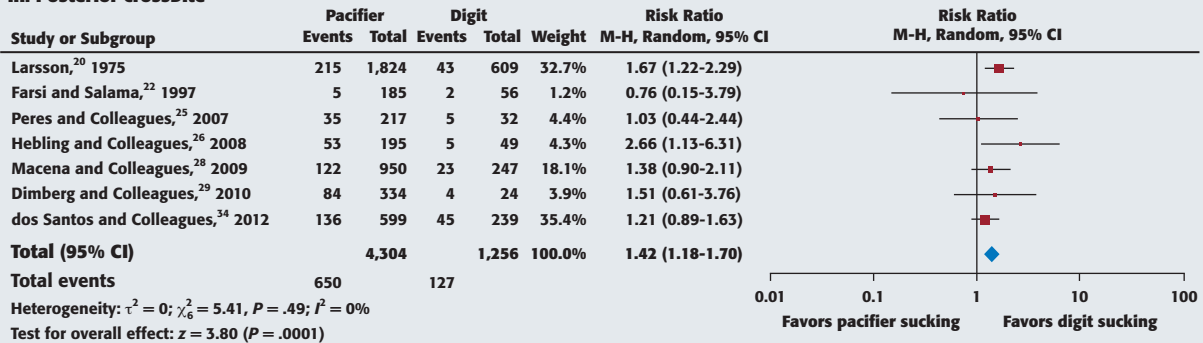 Pacifier Digit Risk Ratio Risk Ratio
Study or Subgroup Events Total Events Total Weight M-H, Random, 95% CI M-H, Random, 95% CI
Larsson,20 1975 215 1,824 43 609 32.7% 1.67 (1.22-2.29)
Farsi and Salama,22 1997 5 185 2 56 1.2% 0.76 (0.15-3.79)
Peres and Colleagues,25 2007 35 217 5 32 4.4% 1.03 (0.44-2.44)
Hebling and Colleagues,26 2008 53 195 5 49 4.3% 2.66 (1.13-6.31)
Macena and Colleagues,28 2009 122 950 23 247 18.1% 1.38 (0.90-2.11)
Dimberg and Colleagues,29 2010 84 334 4 24 3.9% 1.51 (0.61-3.76)
dos Santos and Colleagues,34 2012 136 599 45 239 35.4% 1.21 (0.89-1.63)
Total (95% CI) 4,304 1,256 100.0% 1.42 (1.18-1.70)
Total events 650 127
Heterogeneity: τ2 = 0; χ26 = 5.41, P = .49; I2 = 0%
Test for overall effect: z = 3.80 (P = .0001)
0.01 0.1 1 10 100
Favors pacifier sucking Favors digit sucking